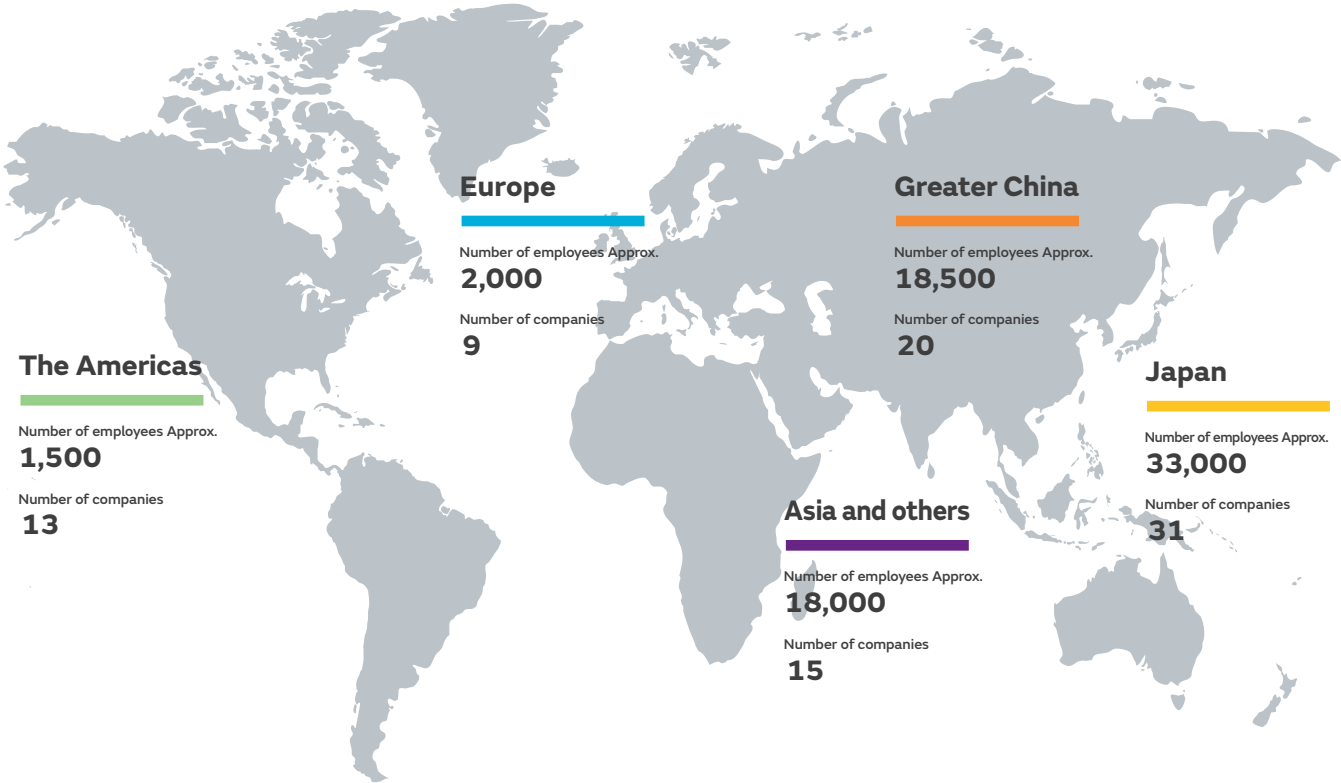 Europe
Number of employees Approx.
2,000
Number of companies
9
Greater China
Number of employees Approx.
18,500
Number of companies
20
The Americas
Number of employees Approx.
1,500
Number of companies
13
Japan
Number of employees Approx.
33,000
Number of companies
31
Asia and others
Number of employees Approx.
18,000
Number of companies
15